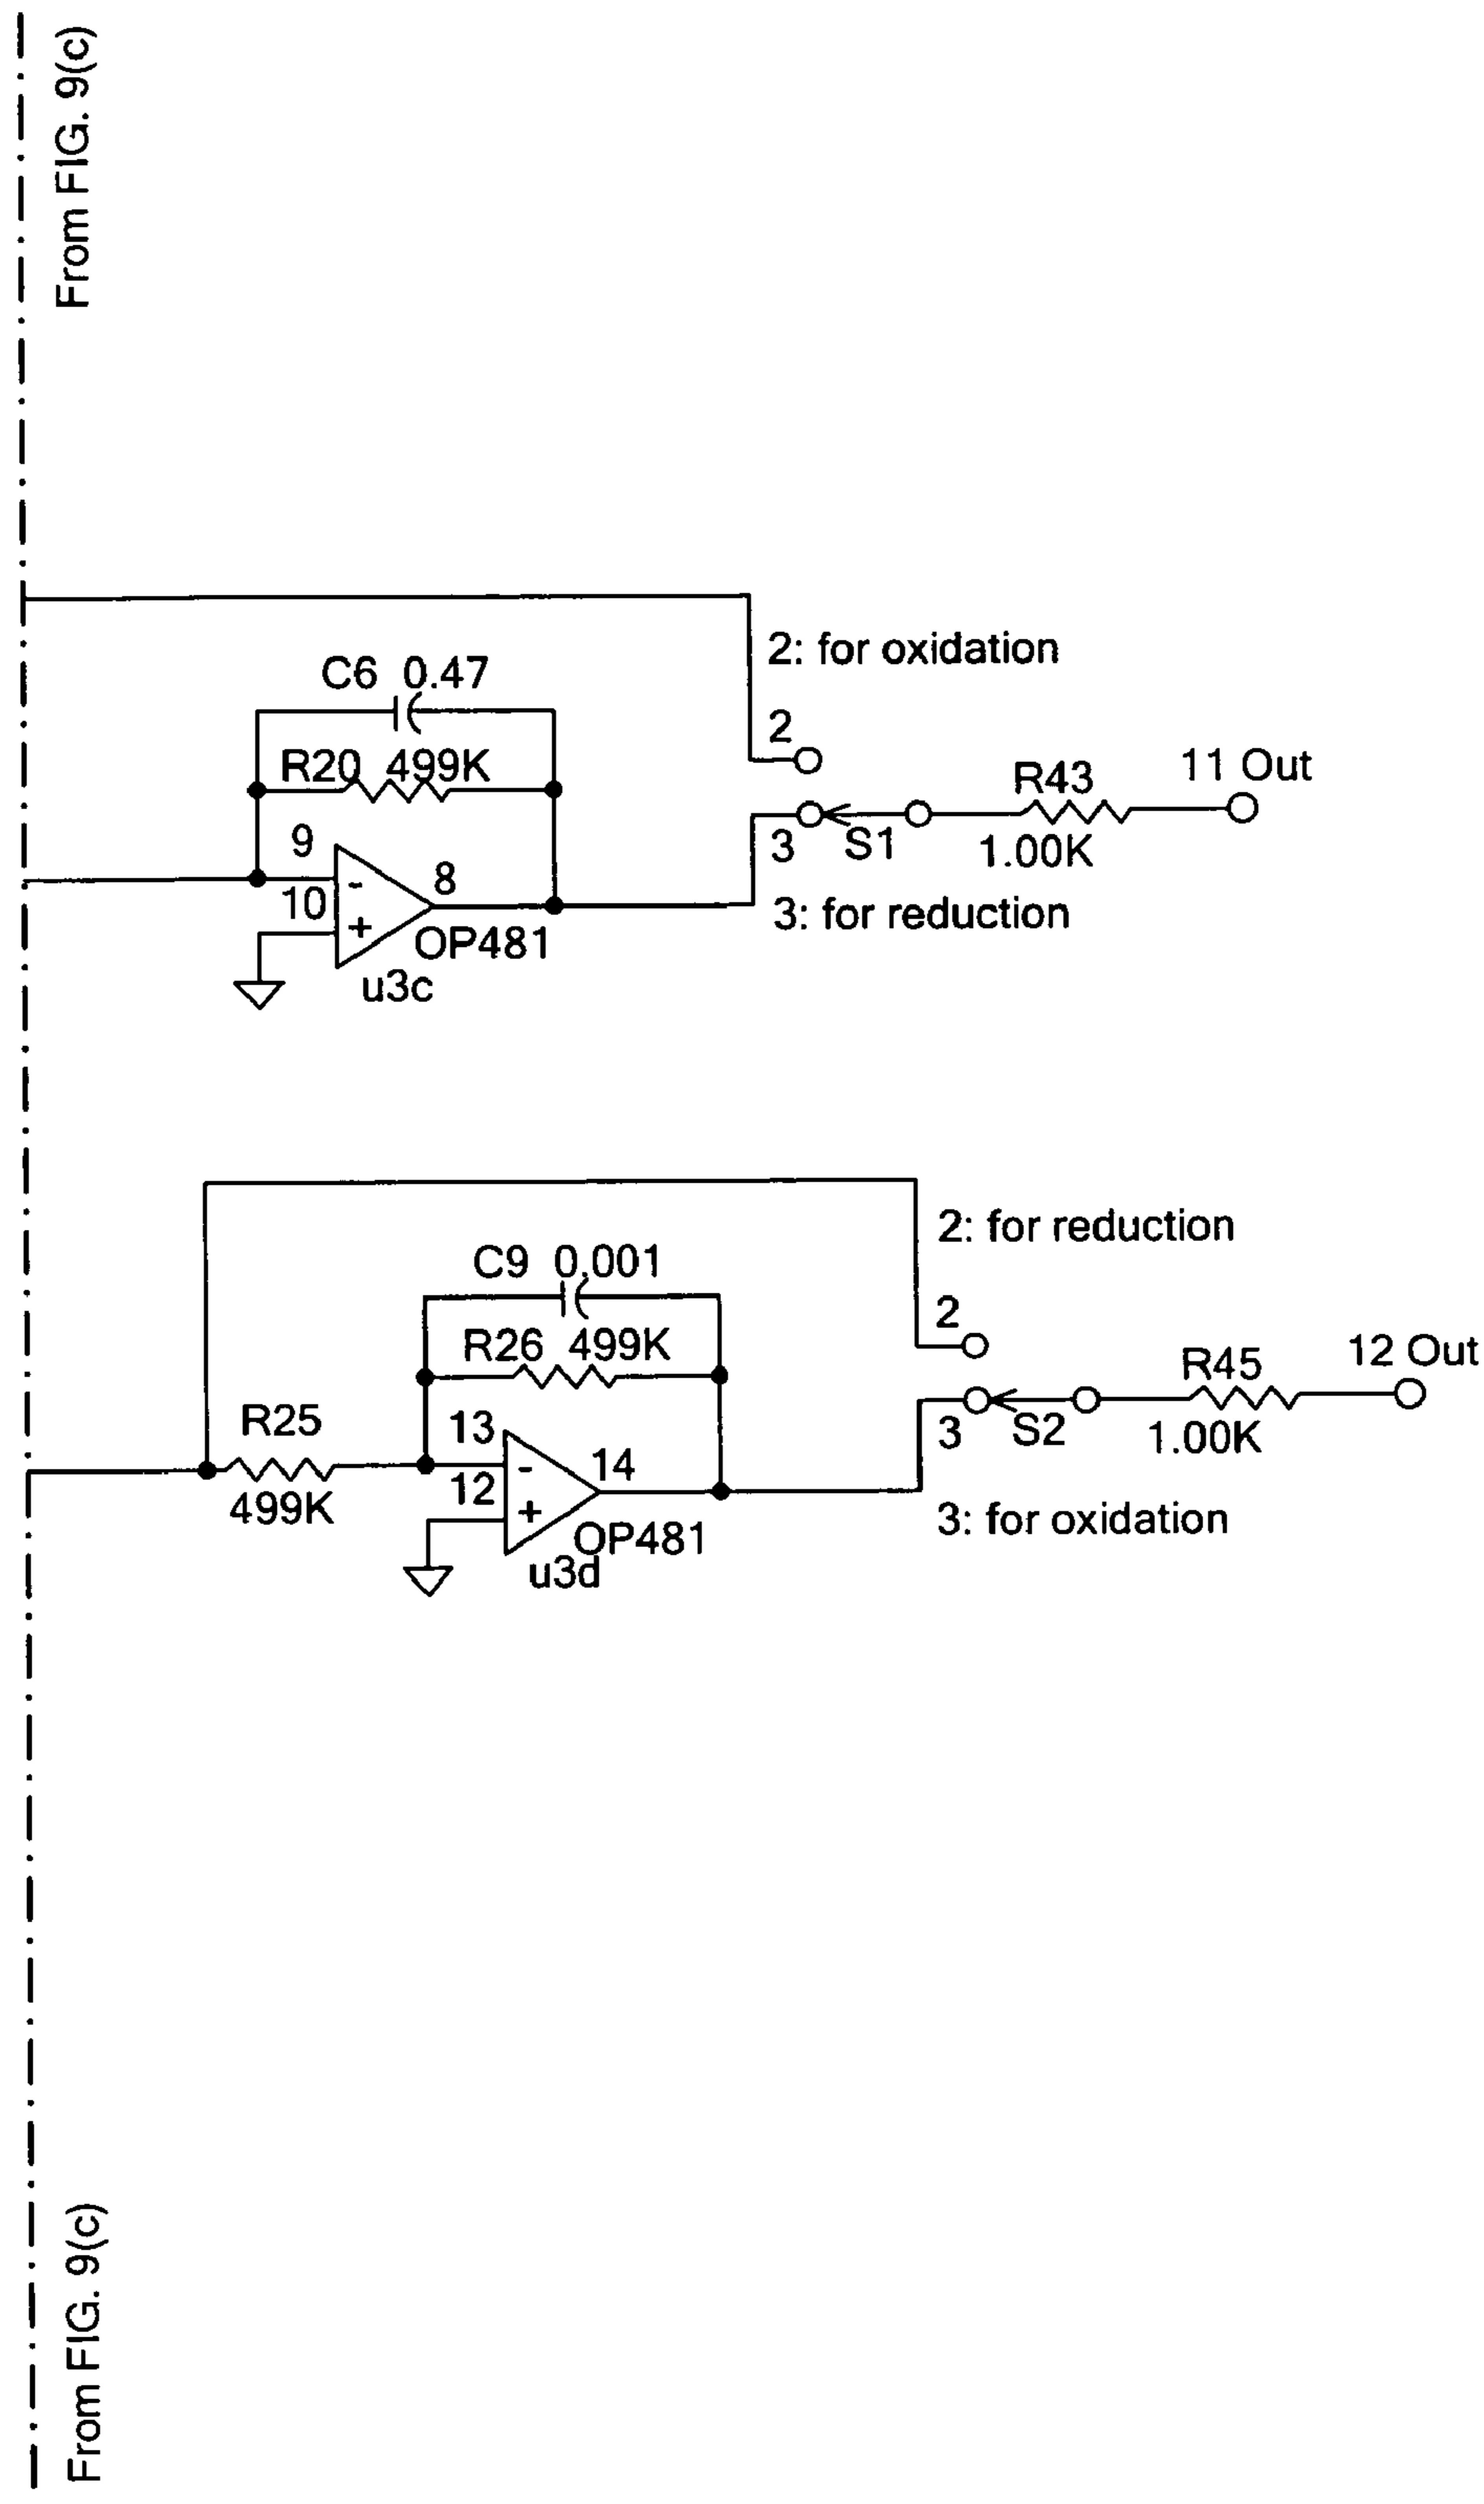 From FIG. 9(c)
2: for oxidation
C6 0.47
2
R20 499K
11 Out
R43
9
3
S1
1.00K
8
10
-
+
3: for reduction
OP481
u3c
2: for reduction
C9 0.001
2
R26 499K
12 Out
R45
R25
13
3
S2
1.00K
14
12
-
+
499K
3: for oxidation
OP481
u3d
From FIG. 9(c)